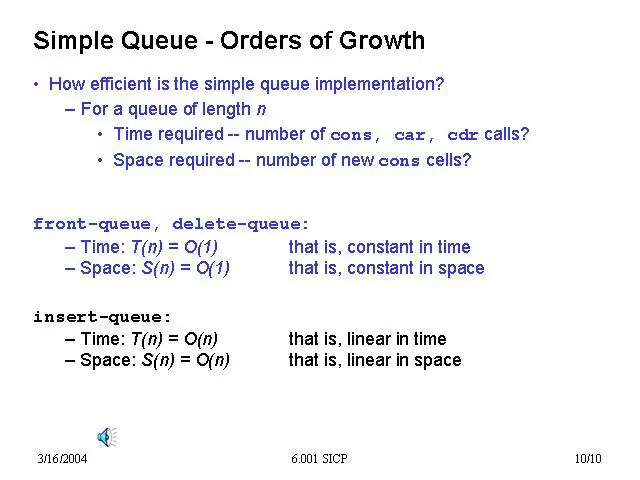 Simple Queue - Orders of Growth
• How efficient is the simple queue implementation?
– For a queue of length n
• Time required -- number of cons, car, cdr calls?
• Space required -- number of new cons cells?
front-queue, delete-queue:
– Time: T(n) = O(1) that is, constant in time
– Space: S(n) = O(1) that is, constant in space
insert-queue:
– Time: T(n) = O(n) that is, linear in time
– Space: S(n) = O(n) that is, linear in space
3/16/2004 6.001 SICP 10/10